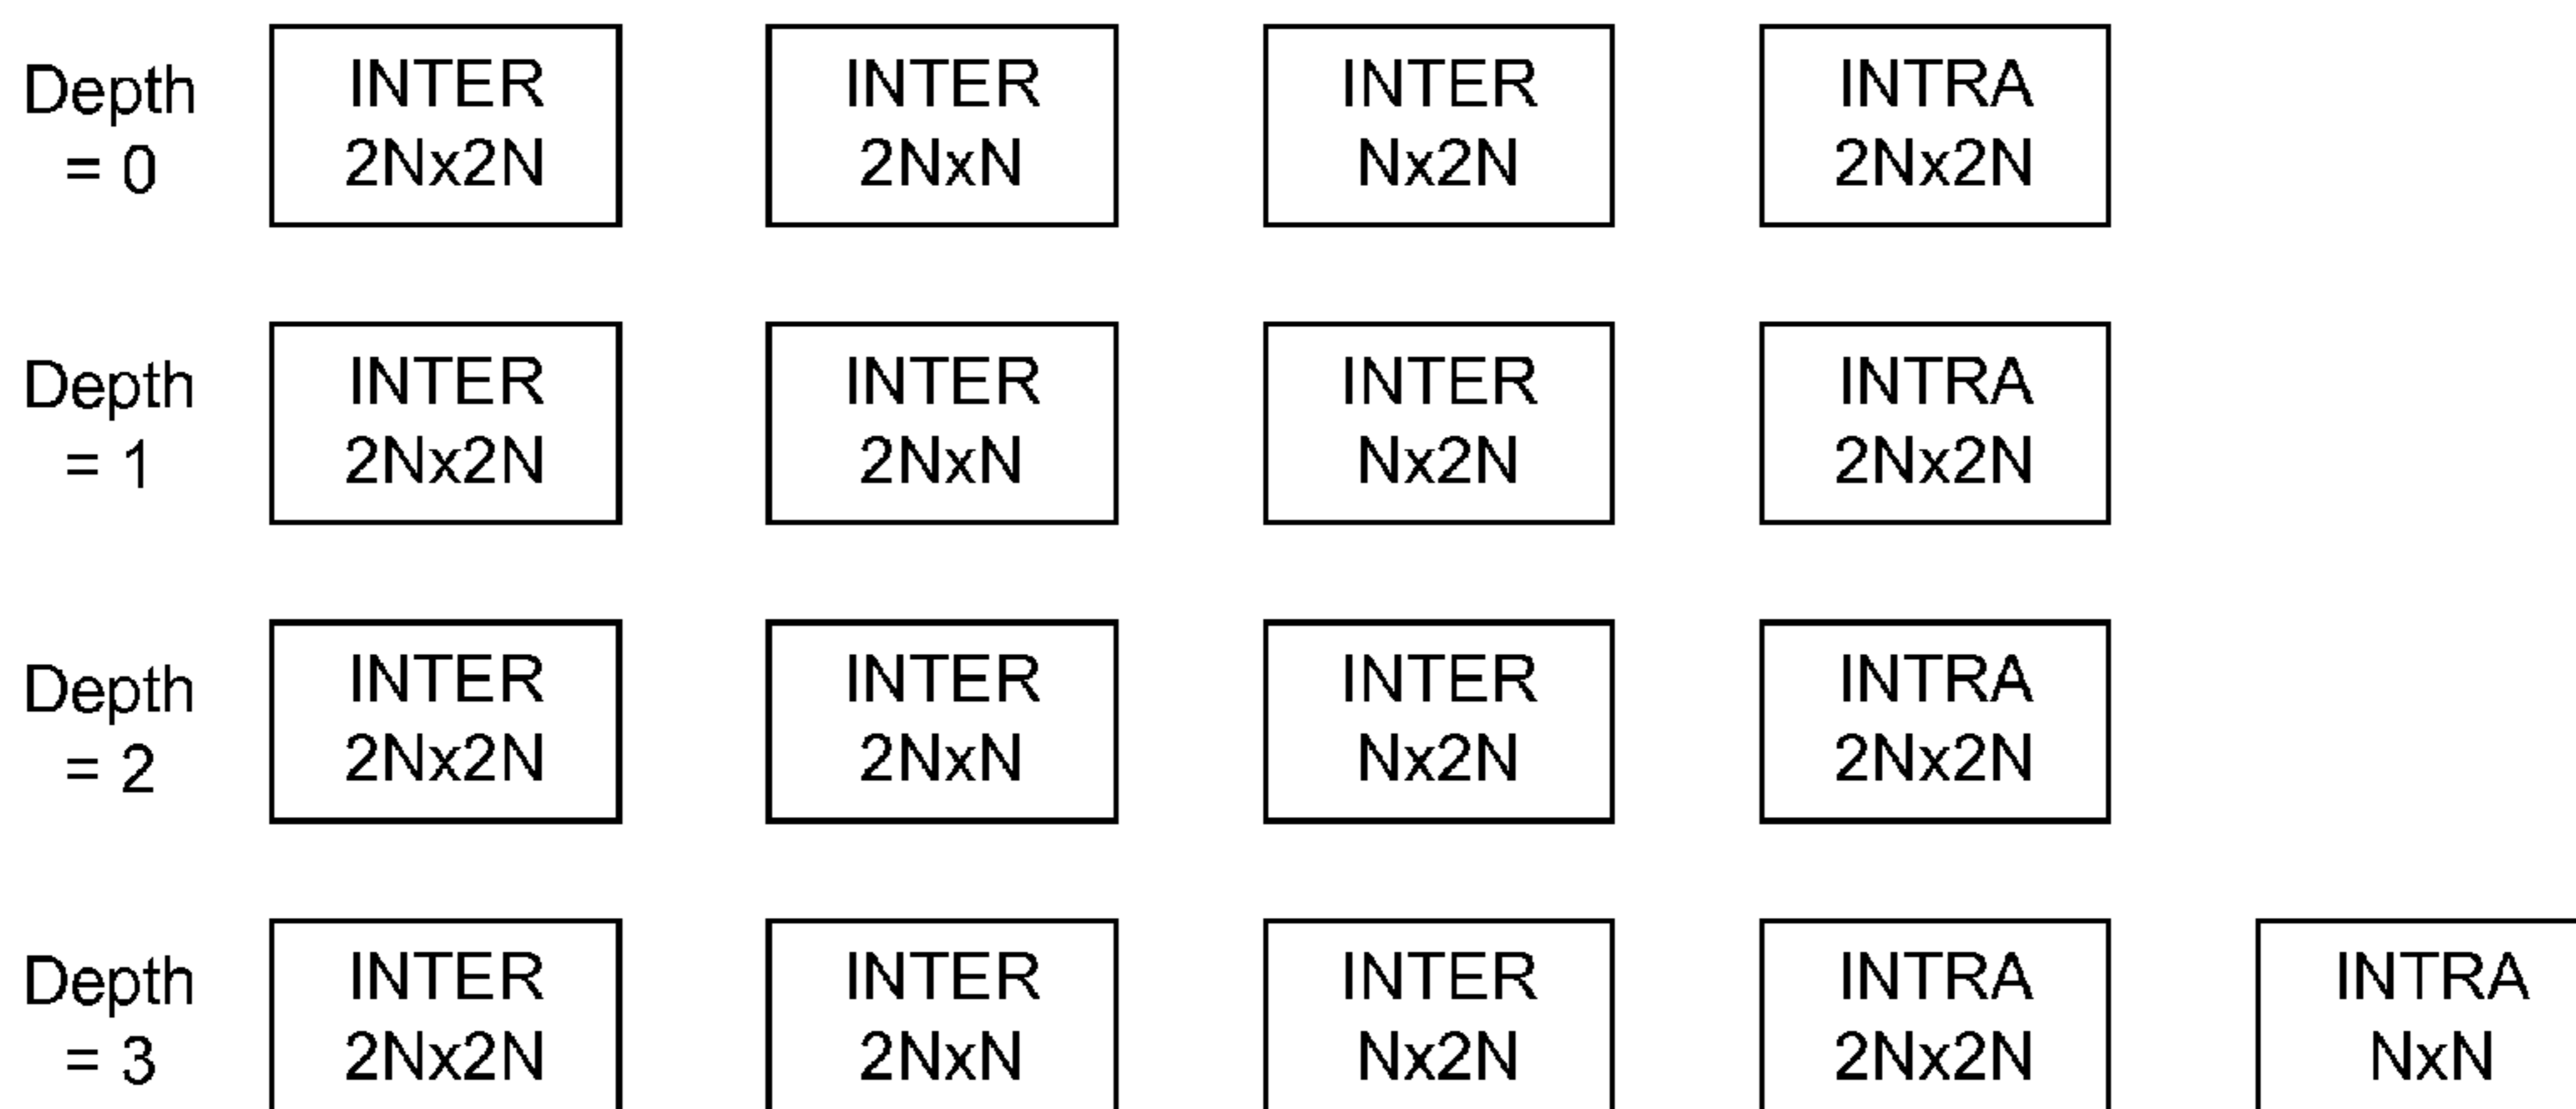 Depth
= 0
INTER
2Nx2N
INTER
2NxN
INTER
Nx2N
INTRA
2Nx2N
Depth
= 1
INTER
2Nx2N
INTER
2NxN
INTER
Nx2N
INTRA
2Nx2N
Depth
= 2
INTER
2Nx2N
INTER
2NxN
INTER
Nx2N
INTRA
2Nx2N
Depth
= 3
INTER
2Nx2N
INTER
2NxN
INTER
Nx2N
INTRA
2Nx2N
INTRA
NxN